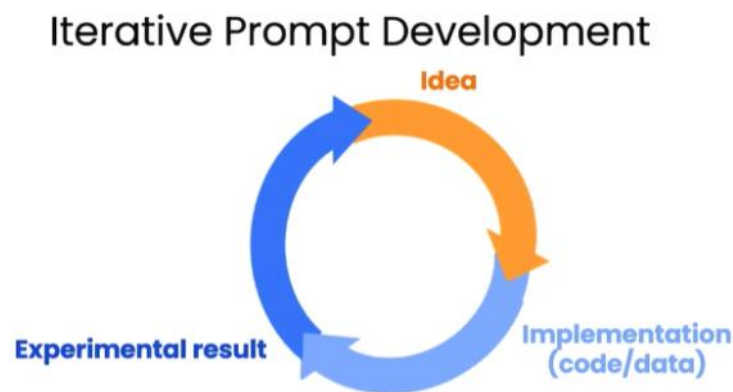 Iterative Prompt Development
Idea
Implementation
(code/data)
Experimental result